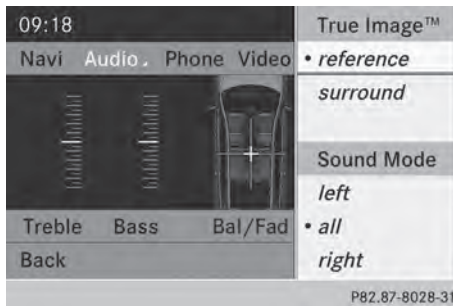 09:18
Navi Audio Phone Video
Treble Bass Bal/Fad
Back
True Image™
• reference
surround
Sound Mode
left
• all
right
P82.87-8028-31